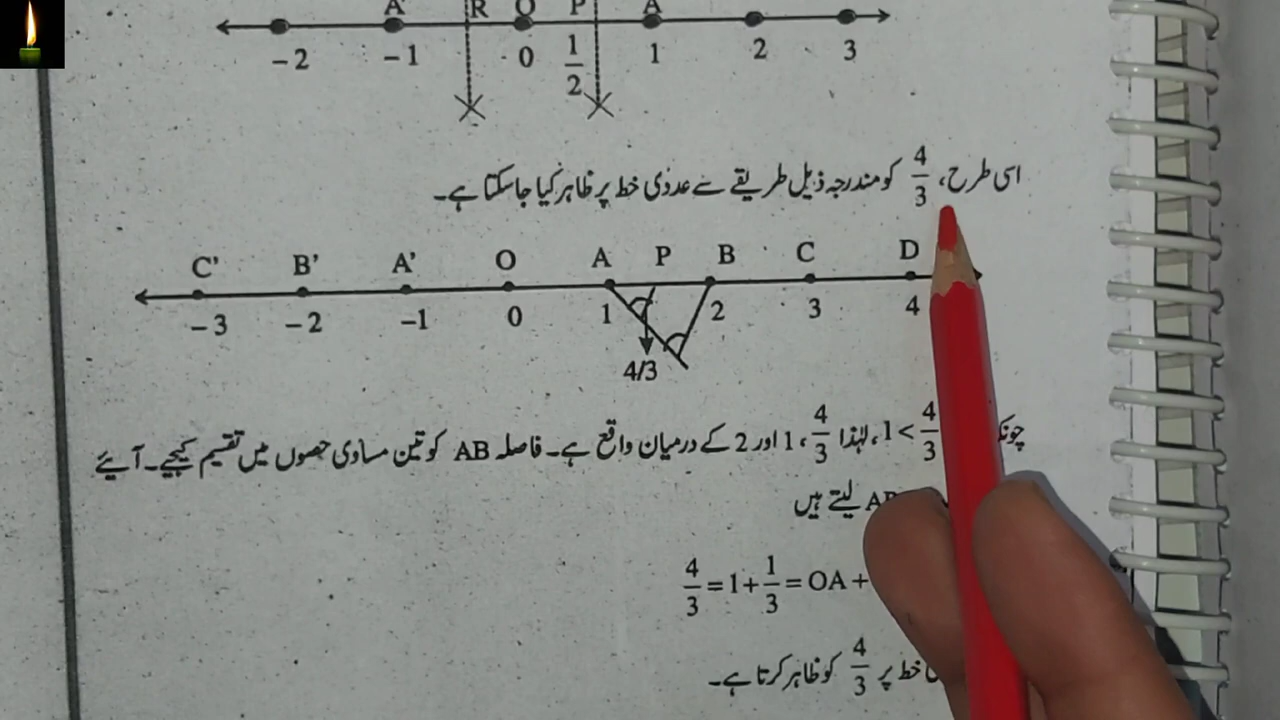 A' R O P A
−2 −1 0 1/2 1 2 3
اسی طرح، 4/3 کو مندرجہ ذیل طریقے سے عددی خط پر ظاہر کیا جاسکتا ہے۔
C' B' A' O A P B C D
−3 −2 −1 0 1 2 3 4
4/3
چونکہ 1 < 4/3، لہٰذا 4/3، 1 اور 2 کے درمیان واقع ہے۔ فاصلہ AB کو تین مساوی حصوں میں تقسیم کیجیے۔ آیئے
لیتے ہیں
4/3 = 1 + 1/3 = OA +
خط پر 4/3 کو ظاہر کرتا ہے۔